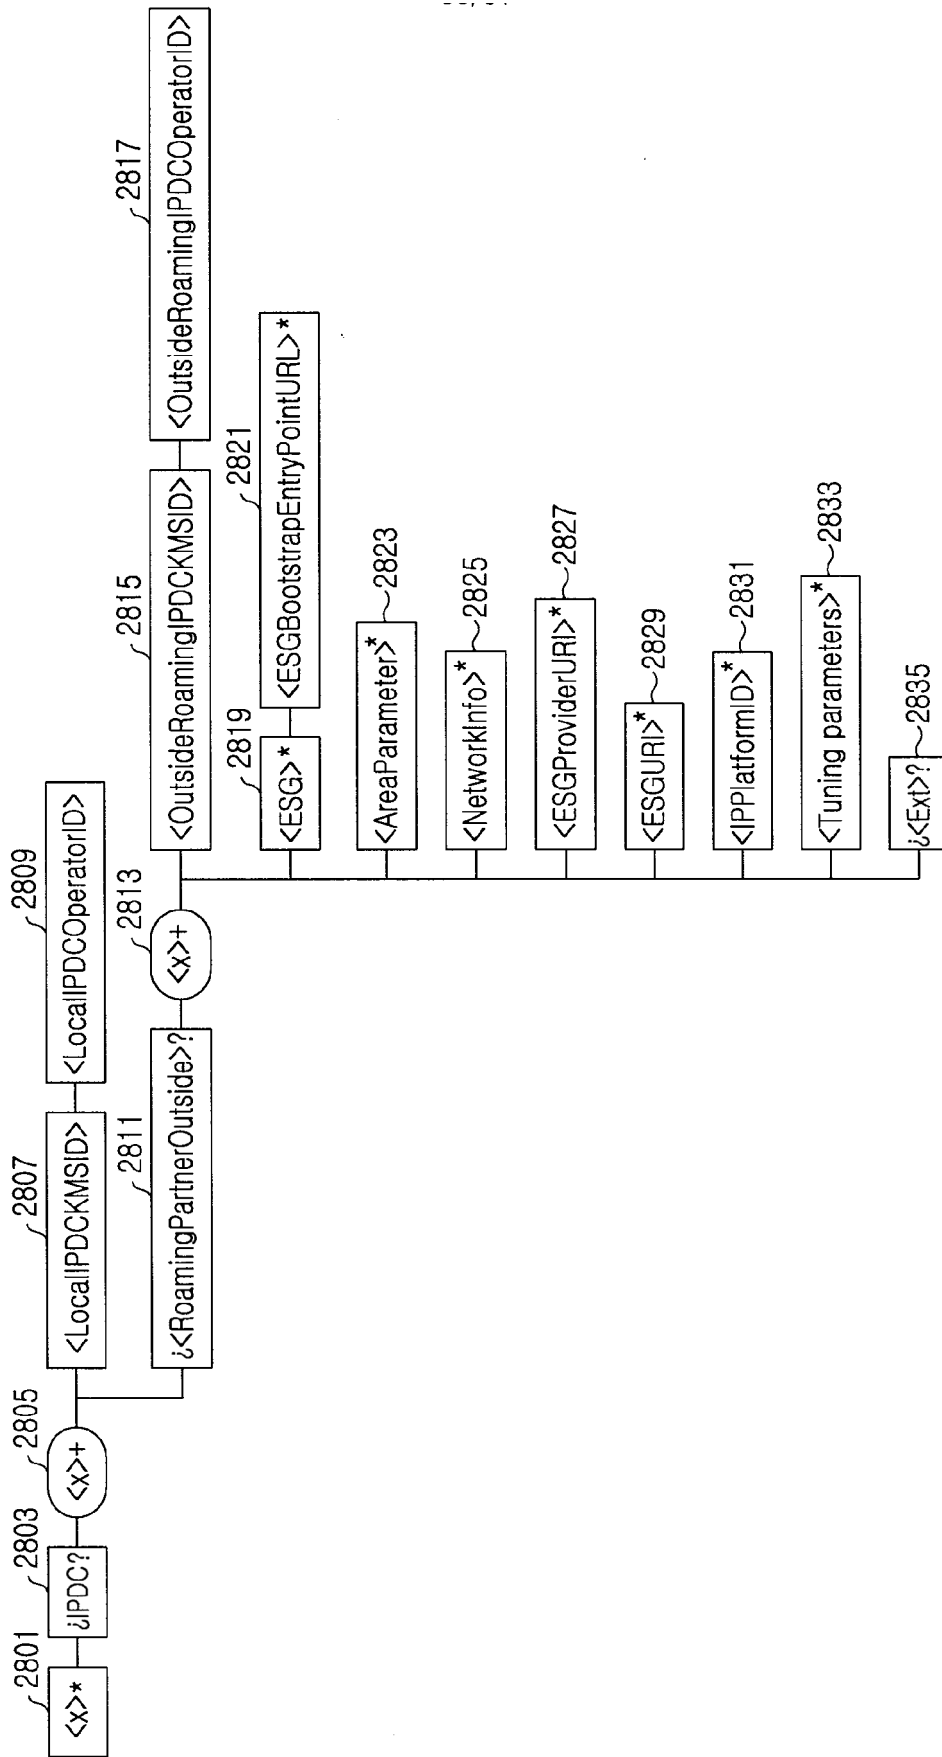 2801
<x>*
2803
¿IPDC?
2805
<x>+
2807
<LocalIPDCKMSID>
2809
<LocalIPDCOperatorID>
2811
¿<RoamingPartnerOutside>?
2813
<x>+
2815
<OutsideRoamingIPDCKMSID>
2817
<OutsideRoamingIPDCOperatorID>
2819
<ESG>*
2821
<ESGBootstrapEntryPointURL>*
<AreaParameter>*
2823
<NetworkInfo>*
2825
<ESGProviderURI>*
2827
<ESGURI>*
2829
<IPPlatformID>*
2831
<Tuning parameters>*
2833
¿<Ext>?
2835